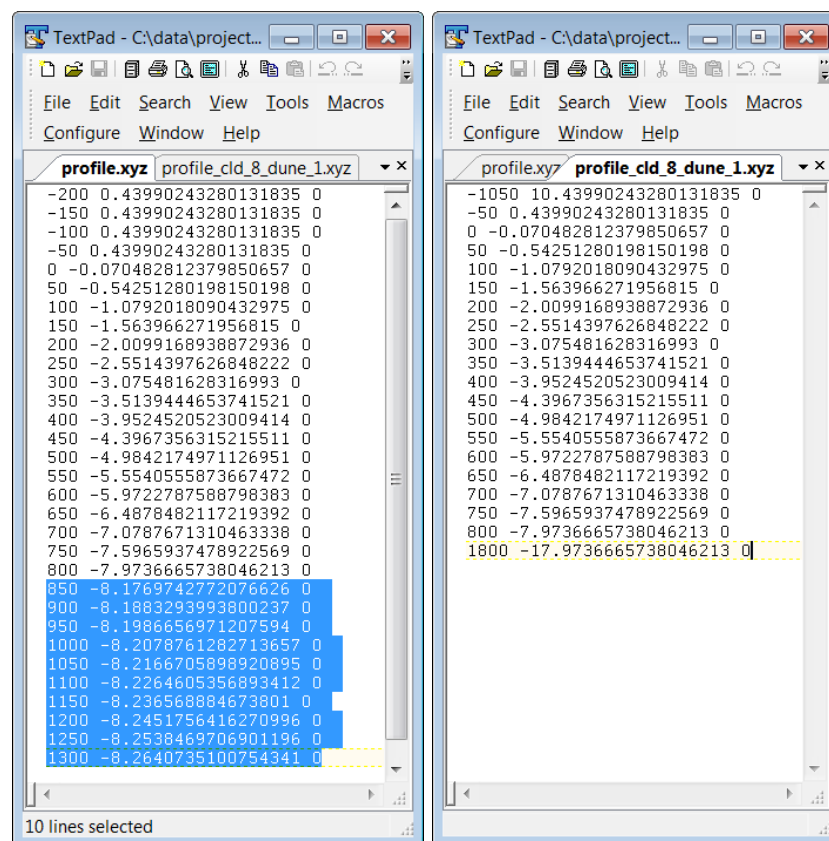 TextPad - C:\data\project...
File Edit Search View Tools Macros
Configure Window Help
profile.xyz profile_cld_8_dune_1.xyz
-200 0.43990243280131835 0
-150 0.43990243280131835 0
-100 0.43990243280131835 0
-50 0.43990243280131835 0
0 -0.070482812379850657 0
50 -0.54251280198150198 0
100 -1.0792018090432975 0
150 -1.563966271956815 0
200 -2.0099168938872936 0
250 -2.5514397626848222 0
300 -3.075481628316993 0
350 -3.5139444653741521 0
400 -3.9524520523009414 0
450 -4.3967356315215511 0
500 -4.9842174971126951 0
550 -5.5540555873667472 0
600 -5.9722787588798383 0
650 -6.4878482117219392 0
700 -7.0787671310463338 0
750 -7.5965937478922569 0
800 -7.9736665738046213 0
850 -8.1769742772076626 0
900 -8.1883293993800237 0
950 -8.1986656971207594 0
1000 -8.2078761282713657 0
1050 -8.2166705898920895 0
1100 -8.2264605356893412 0
1150 -8.236568884673801 0
1200 -8.2451756416270996 0
1250 -8.2538469706901196 0
1300 -8.2640735100754341 0
10 lines selected
TextPad - C:\data\project...
File Edit Search View Tools Macros
Configure Window Help
profile.xyz profile_cld_8_dune_1.xyz
-1050 10.43990243280131835 0
-50 0.43990243280131835 0
0 -0.070482812379850657 0
50 -0.54251280198150198 0
100 -1.0792018090432975 0
150 -1.563966271956815 0
200 -2.0099168938872936 0
250 -2.5514397626848222 0
300 -3.075481628316993 0
350 -3.5139444653741521 0
400 -3.9524520523009414 0
450 -4.3967356315215511 0
500 -4.9842174971126951 0
550 -5.5540555873667472 0
600 -5.9722787588798383 0
650 -6.4878482117219392 0
700 -7.0787671310463338 0
750 -7.5965937478922569 0
800 -7.9736665738046213 0
1800 -17.9736665738046213 0